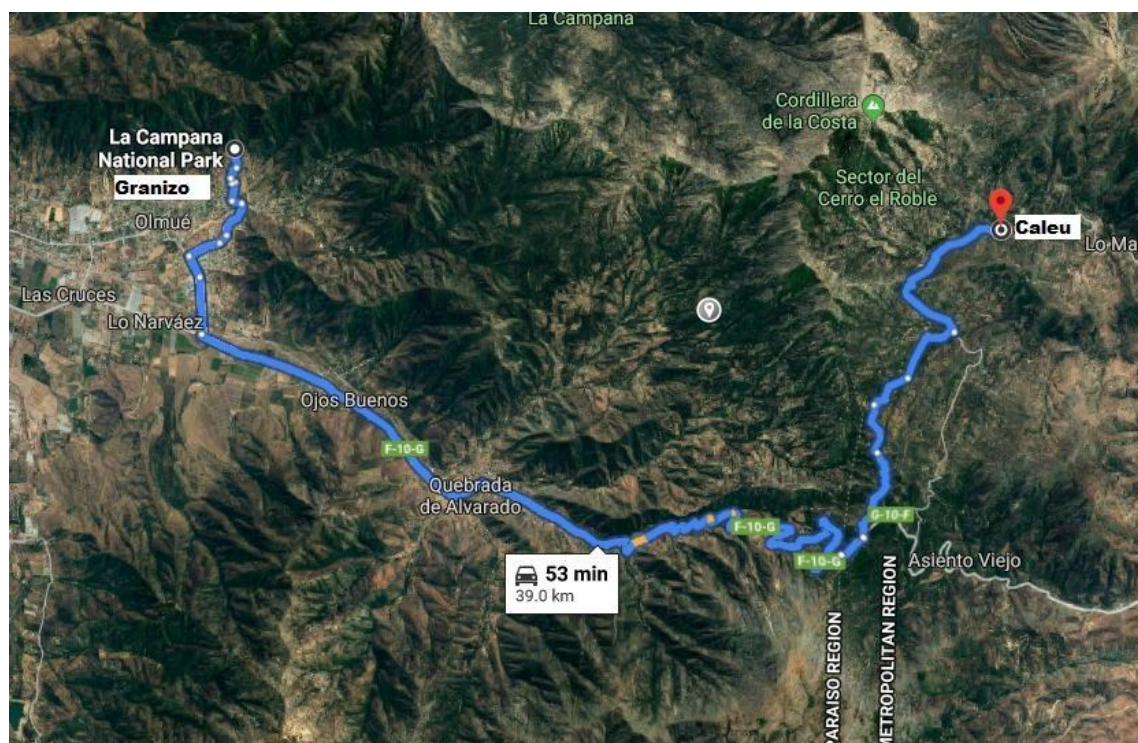 La Campana
Cordillera
de la Costa
La Campana
National Park
Granizo
Sector del
Cerro el Roble
Olmué
Caleu
Lo Ma
Las Cruces
Lo Narváez
Ojos Buenos
F-10-G
Quebrada
de Alvarado
G-10-F
F-10-G
F-10-G
Asiento Viejo
53 min
39.0 km
PARAISO REGION
METROPOLITAN REGION